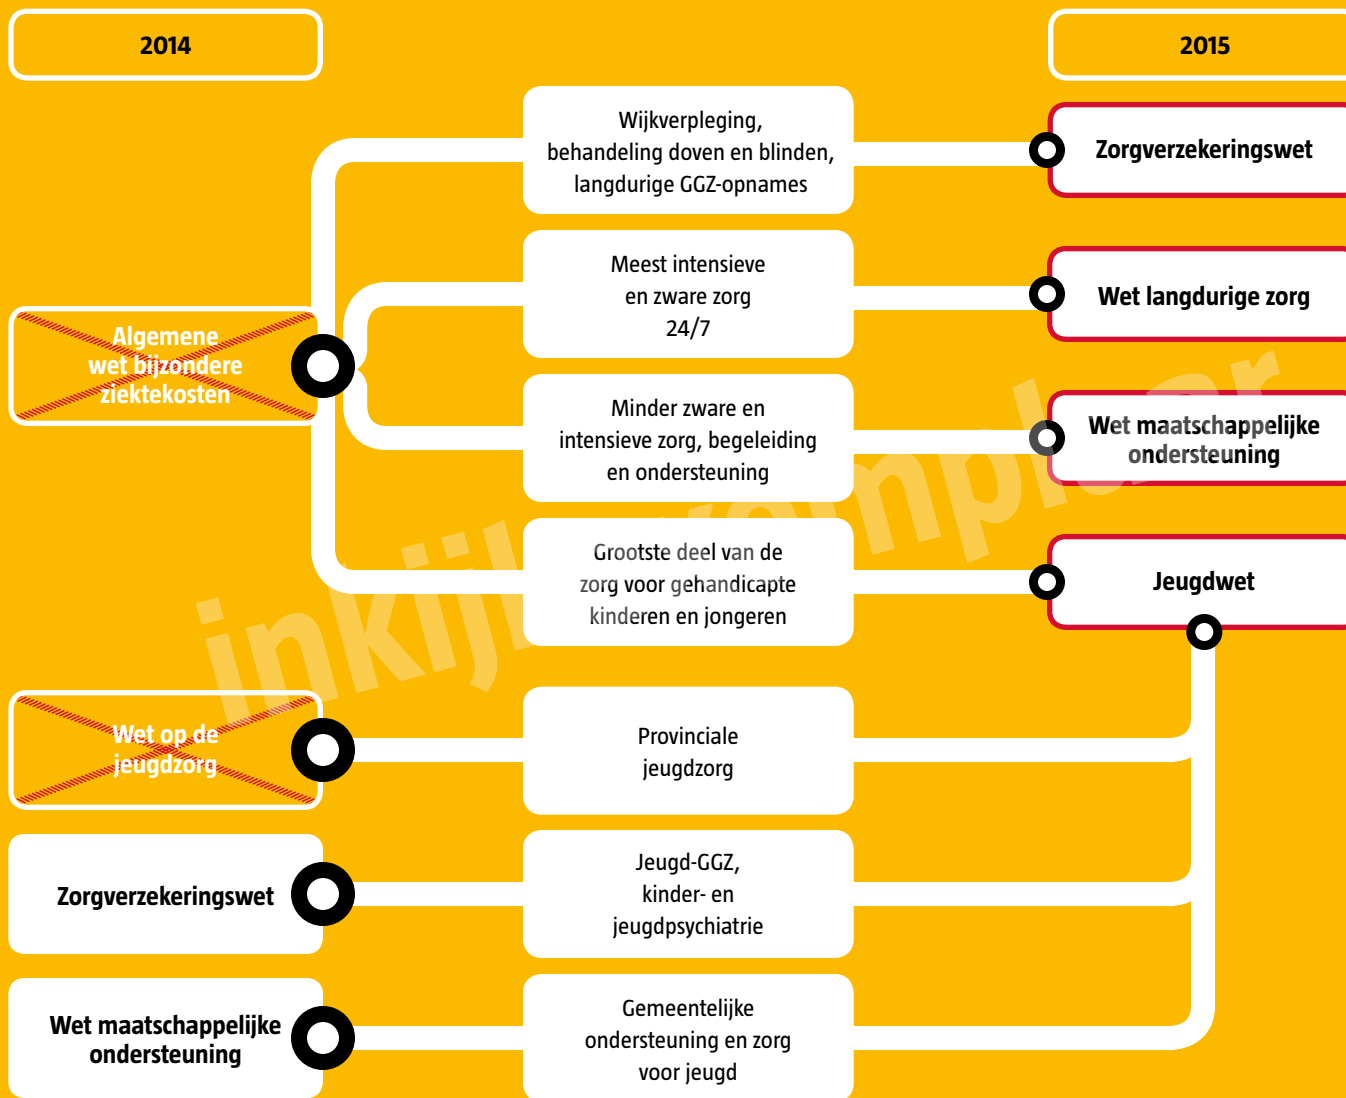 2014
2015
Wijkverpleging,
behandeling doven en blinden,
langdurige GGZ-opnames
Zorgverzekeringswet
Meest intensieve
en zware zorg
24/7
Wet langdurige zorg
Algemene
wet bijzondere
ziektekosten
Minder zware en
intensieve zorg, begeleiding
en ondersteuning
Wet maatschappelijke
ondersteuning
Grootste deel van de
zorg voor gehandicapte
kinderen en jongeren
Jeugdwet
Wet op de
jeugdzorg
Provinciale
jeugdzorg
Zorgverzekeringswet
Jeugd-GGZ,
kinder- en
jeugdpsychiatrie
Wet maatschappelijke
ondersteuning
Gemeentelijke
ondersteuning en zorg
voor jeugd
inkijkexemplaar